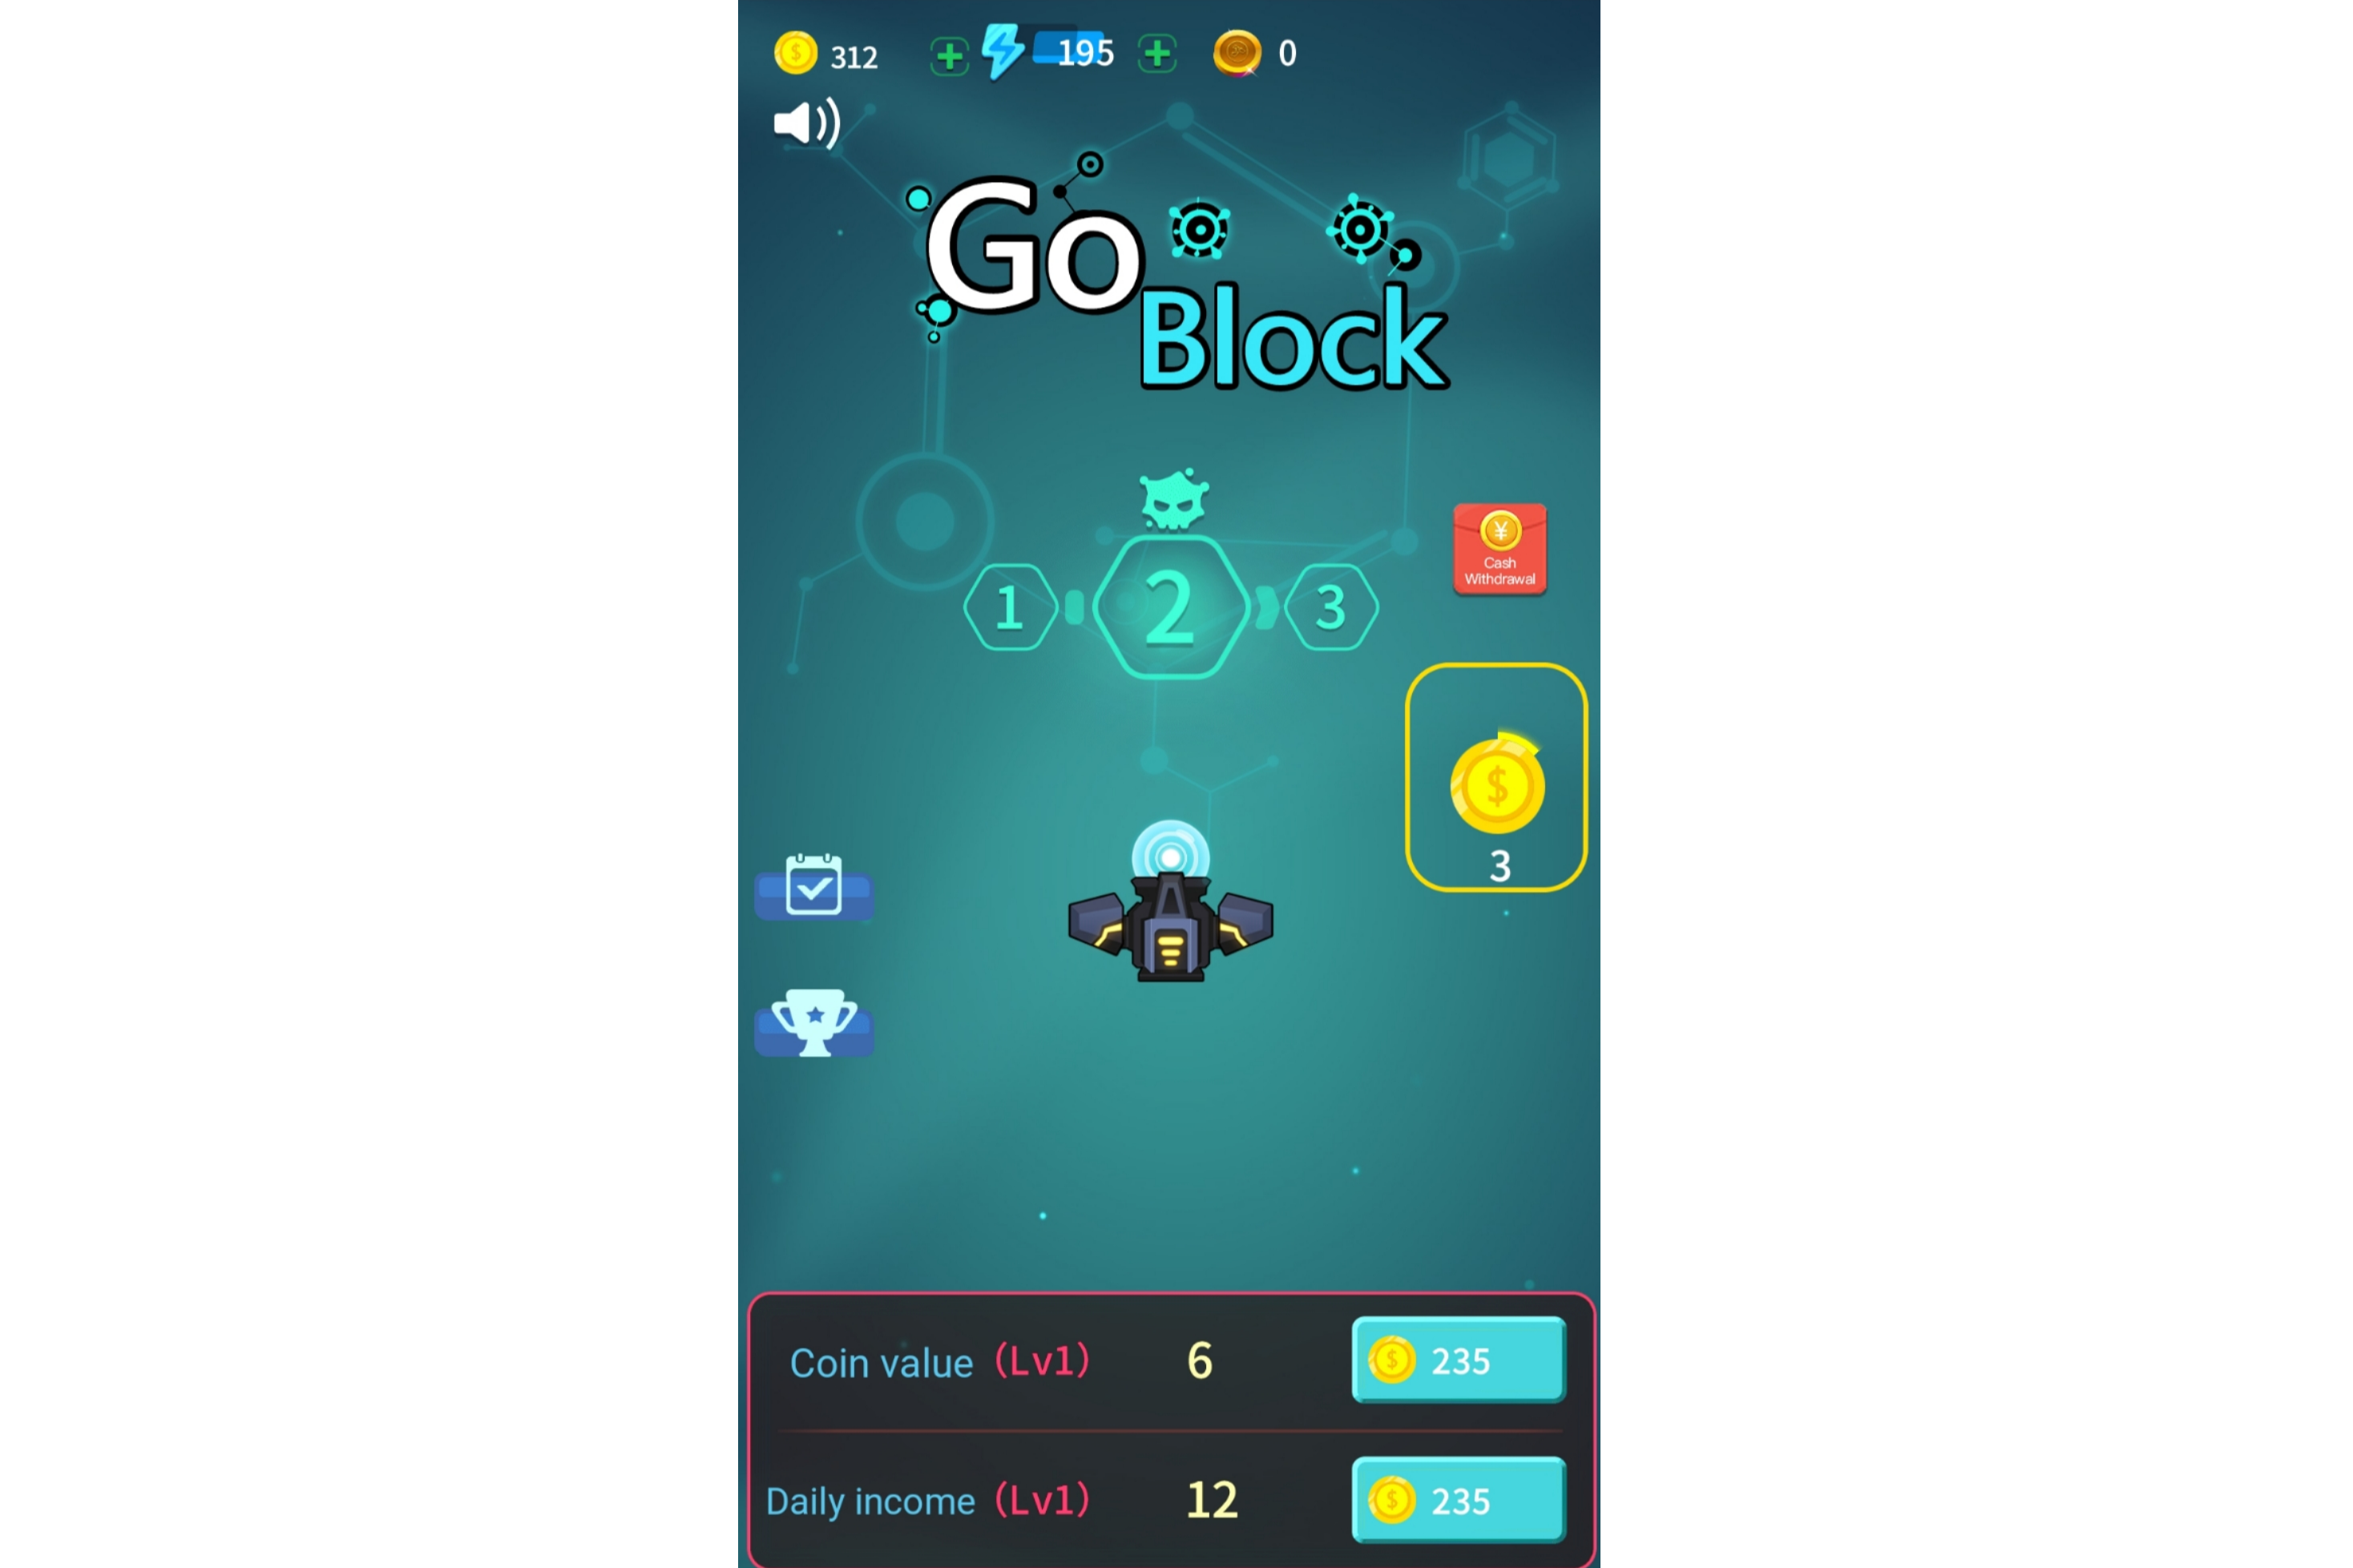 312 195 0
Go
Block
1 2 3
Cash
Withdrawal
3
Coin value (Lv1) 6 235
Daily income (Lv1) 12 235